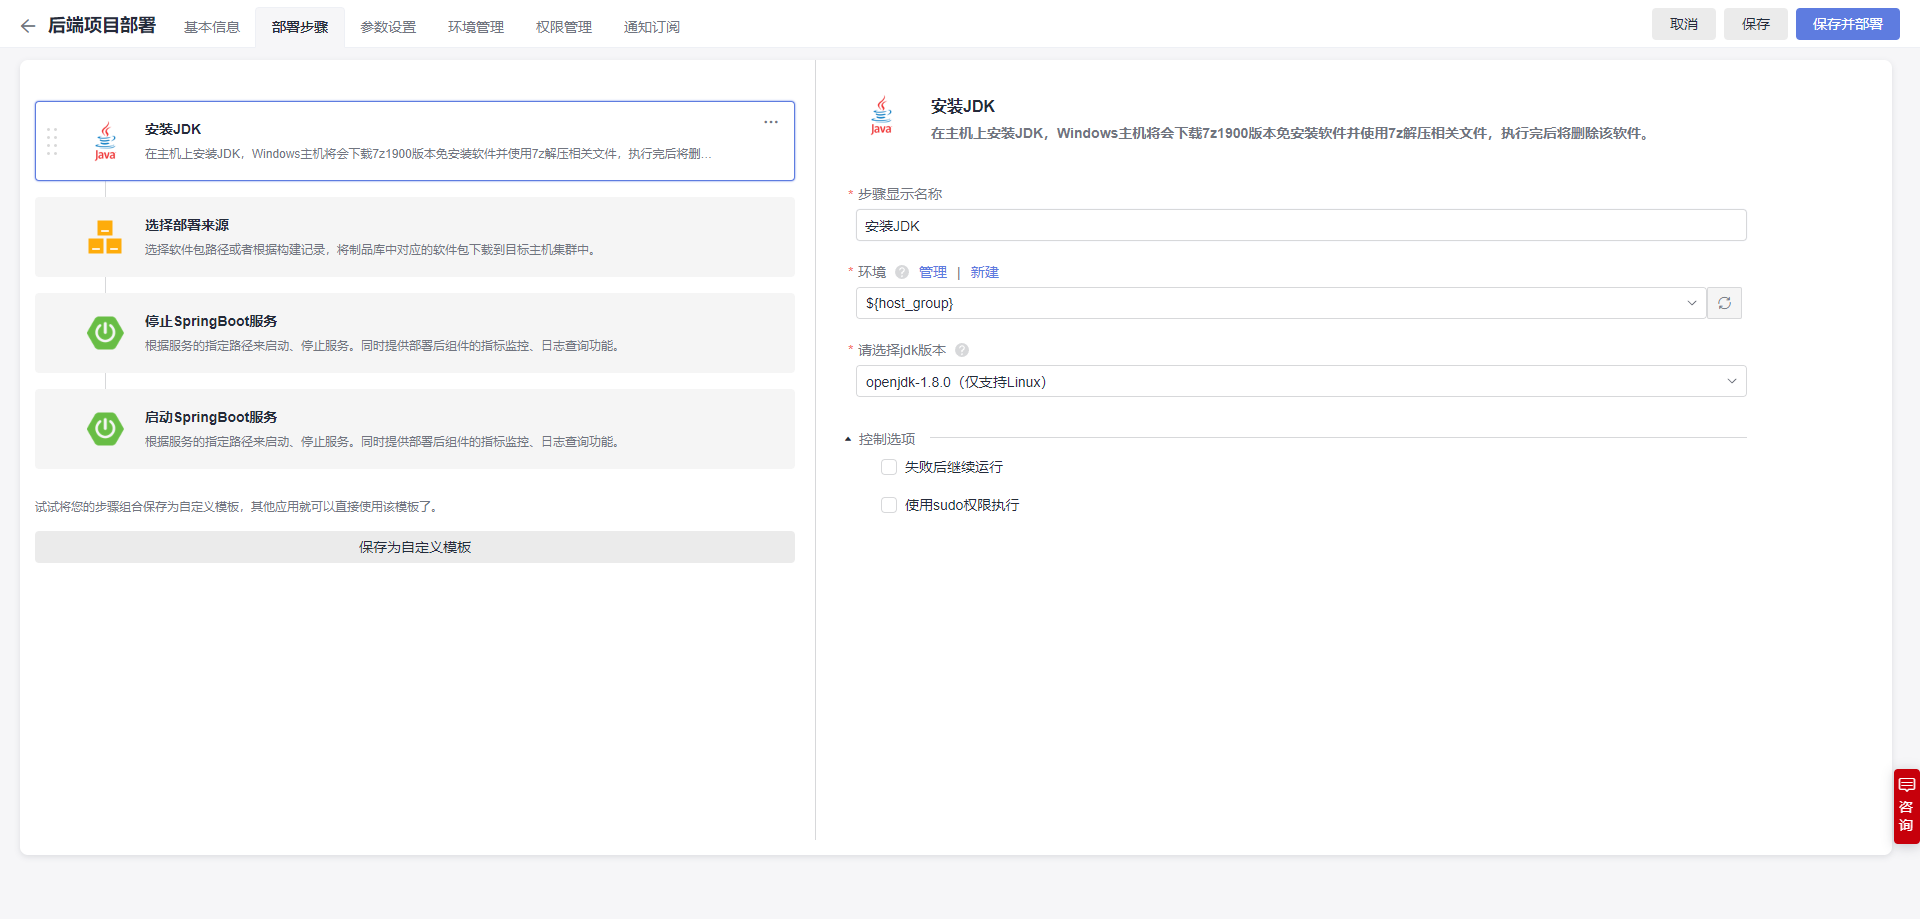 后端项目部署
基本信息
部署步骤
参数设置
环境管理
权限管理
通知订阅
取消
保存
保存并部署
Java
安装JDK
在主机上安装JDK，Windows主机将会下载7z1900版本免安装软件并使用7z解压相关文件，执行完后将删...
选择部署来源
选择软件包路径或者根据构建记录，将制品库中对应的软件包下载到目标主机集群中。
停止SpringBoot服务
根据服务的指定路径来启动、停止服务。同时提供部署后组件的指标监控、日志查询功能。
启动SpringBoot服务
根据服务的指定路径来启动、停止服务。同时提供部署后组件的指标监控、日志查询功能。
试试将您的步骤组合保存为自定义模板，其他应用就可以直接使用该模板了。
保存为自定义模板
Java
安装JDK
在主机上安装JDK，Windows主机将会下载7z1900版本免安装软件并使用7z解压相关文件，执行完后将删除该软件。
* 步骤显示名称
安装JDK
* 环境 ? 管理 | 新建
${host_group}
* 请选择jdk版本 ?
openjdk-1.8.0（仅支持Linux）
控制选项
失败后继续运行
使用sudo权限执行
咨询